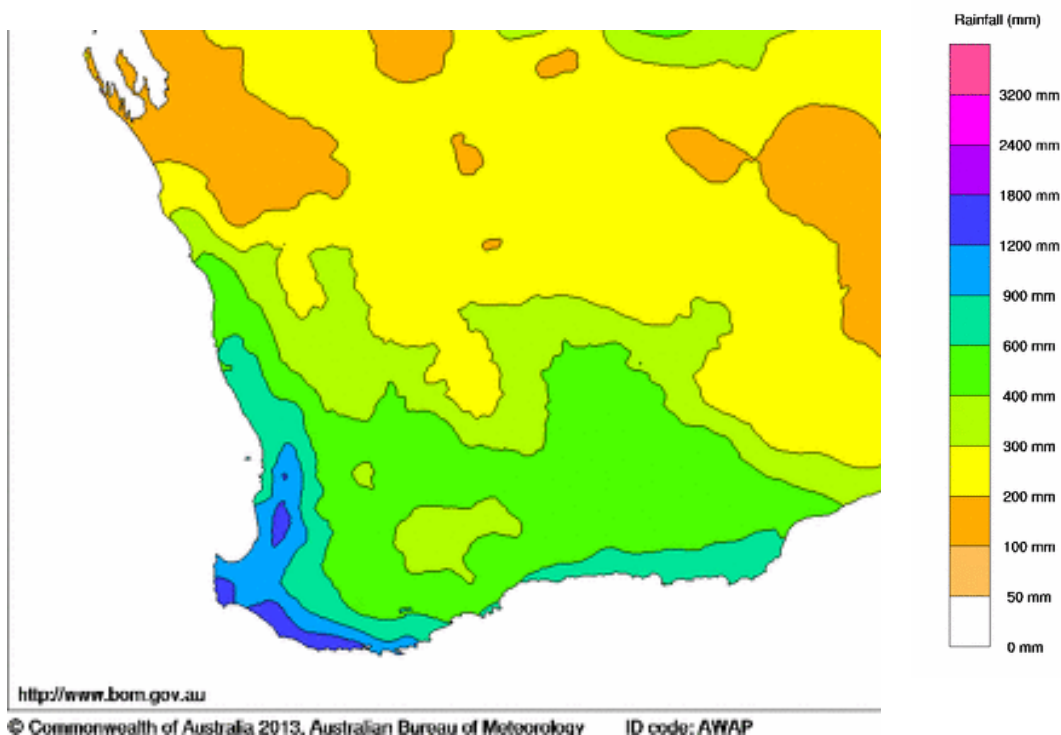 Rainfall (mm)
3200 mm
2400 mm
1800 mm
1200 mm
900 mm
600 mm
400 mm
300 mm
200 mm
100 mm
50 mm
0 mm
http://www.bom.gov.au
© Commonwealth of Australia 2013, Australian Bureau of Meteorology ID code: AWAP